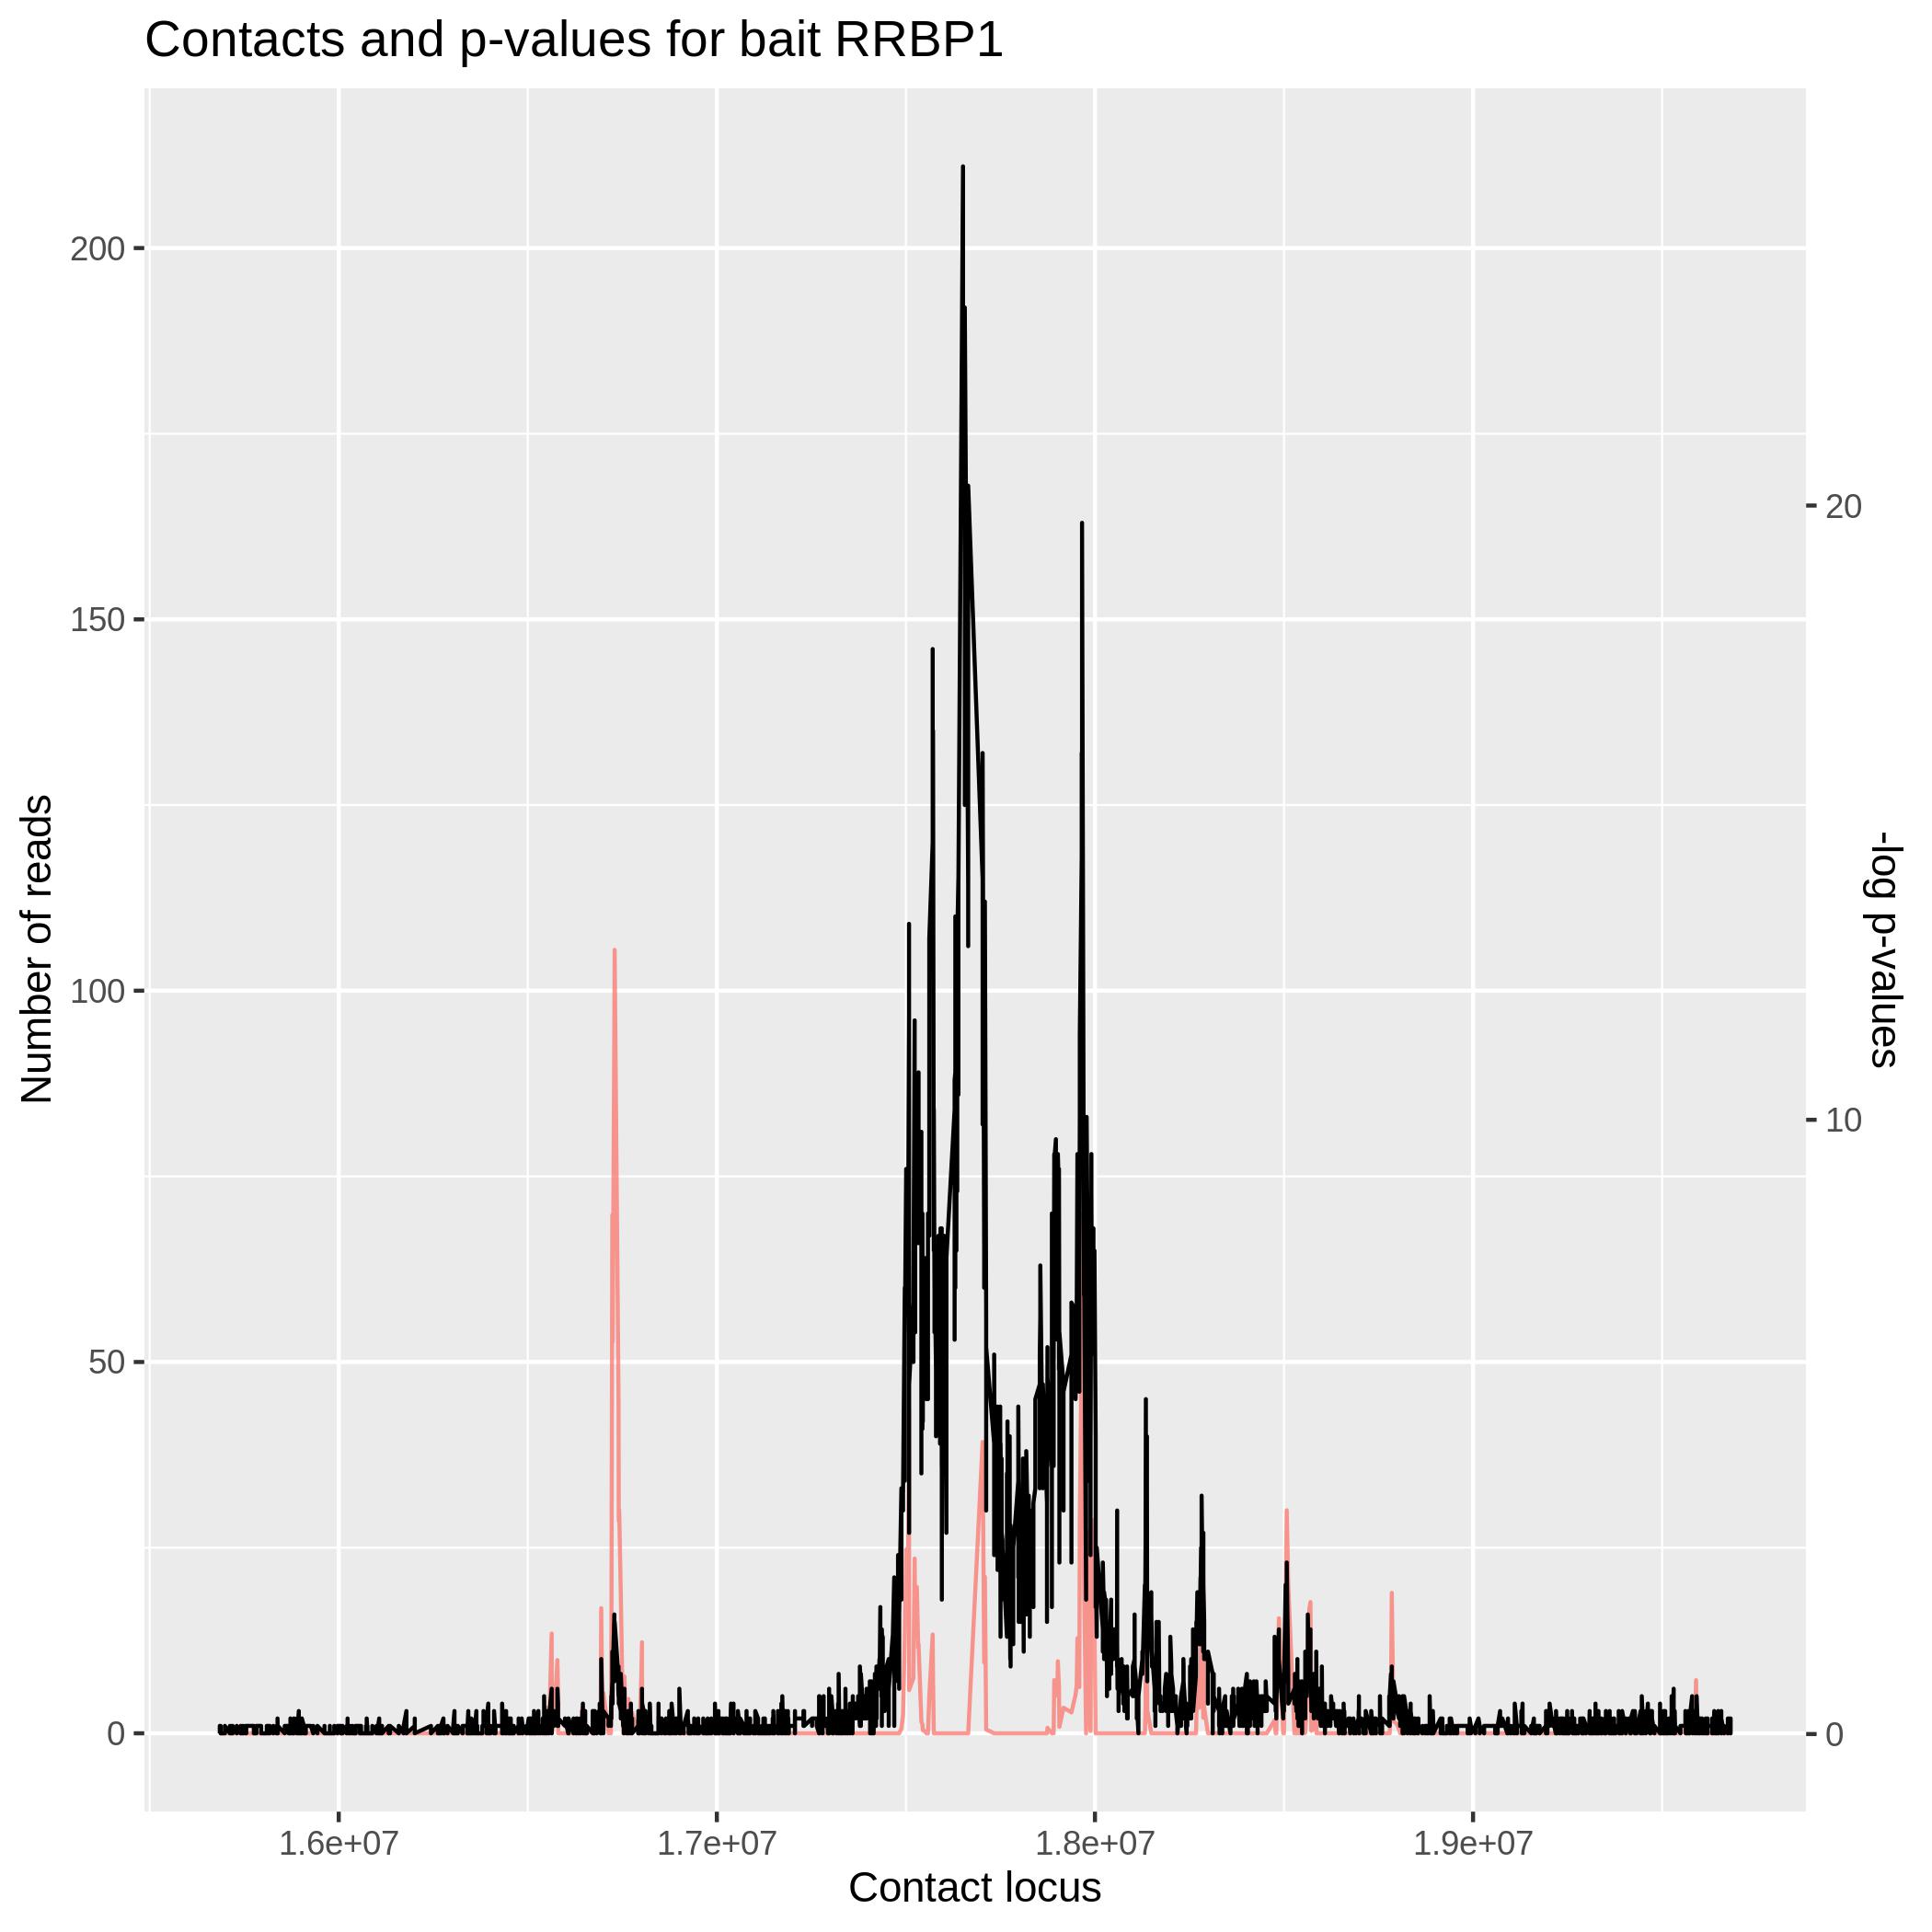 Contacts and p-values for bait RRBP1
200
150
100
50
0
Number of reads
20
10
0
-log p-values
1.6e+07
1.7e+07
1.8e+07
1.9e+07
Contact locus